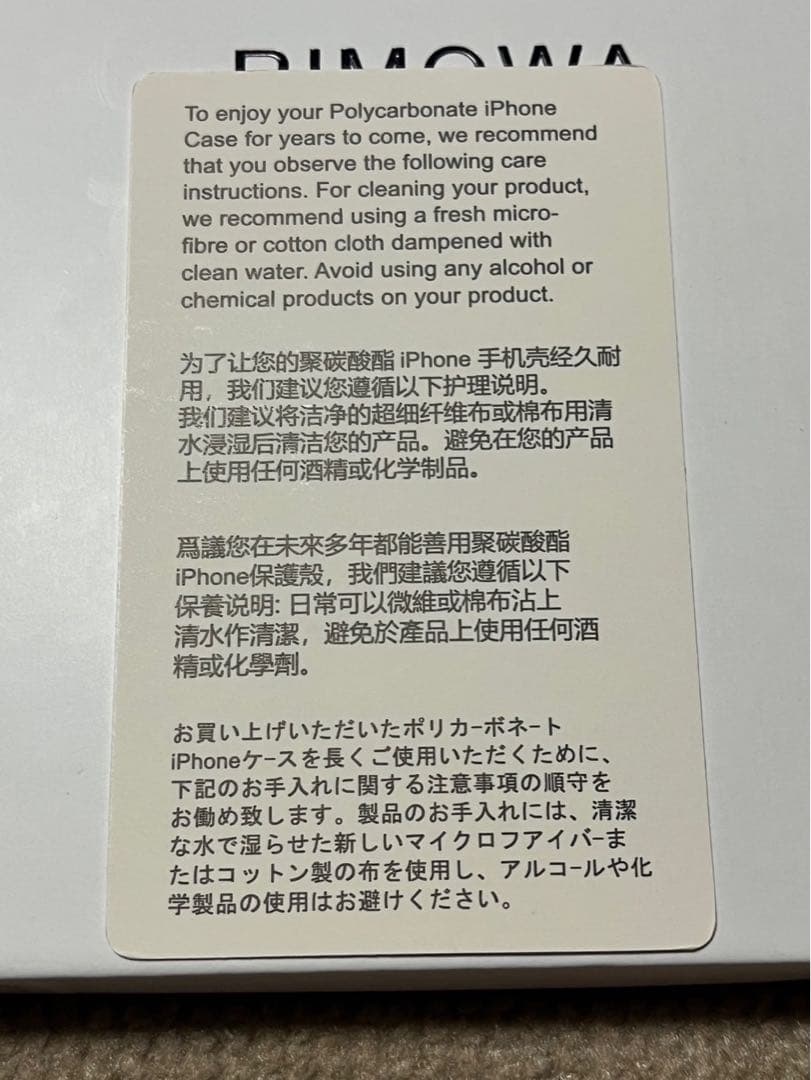 RIMOWA
To enjoy your Polycarbonate iPhone
Case for years to come, we recommend
that you observe the following care
instructions. For cleaning your product,
we recommend using a fresh micro-
fibre or cotton cloth dampened with
clean water. Avoid using any alcohol or
chemical products on your product.
为了让您的聚碳酸酯 iPhone 手机壳经久耐
用，我们建议您遵循以下护理说明。
我们建议将洁净的超细纤维布或棉布用清
水浸湿后清洁您的产品。避免在您的产品
上使用任何酒精或化学制品。
爲議您在未來多年都能善用聚碳酸酯
iPhone保護殼，我們建議您遵循以下
保養说明: 日常可以微維或棉布沾上
清水作清潔，避免於產品上使用任何酒
精或化學劑。
お買い上げいただいたポリカーボネート
iPhoneケースを長くご使用いただくために、
下記のお手入れに関する注意事項の順守を
お働め致します。製品のお手入れには、清潔
な水で湿らせた新しいマイクロフアイバーま
たはコットン製の布を使用し、アルコールや化
学製品の使用はお避けください。